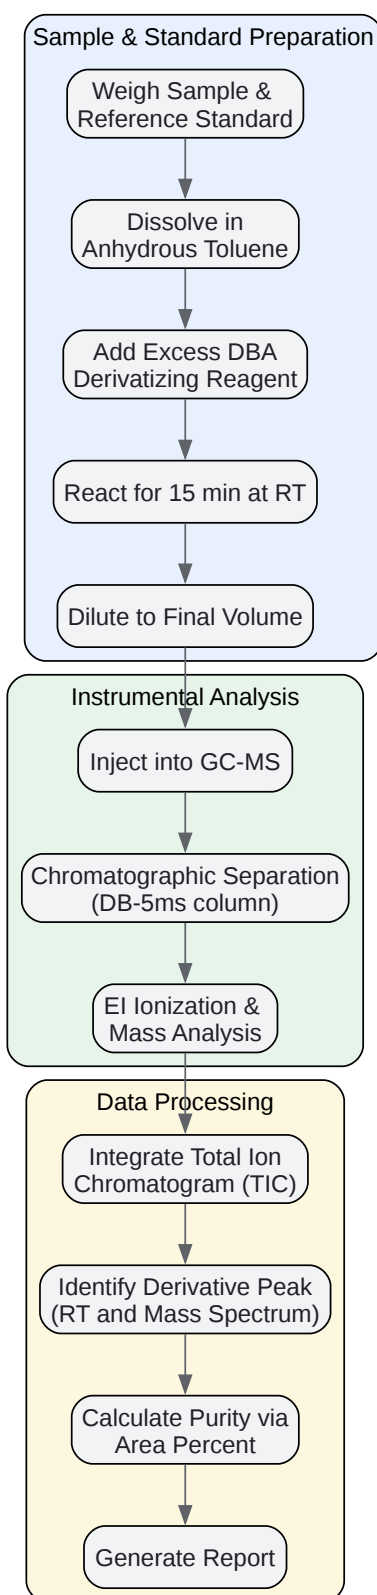 Sample & Standard Preparation
Weigh Sample &
Reference Standard
Dissolve in
Anhydrous Toluene
Add Excess DBA
Derivatizing Reagent
React for 15 min at RT
Dilute to Final Volume
Instrumental Analysis
Inject into GC-MS
Chromatographic Separation
(DB-5ms column)
EI Ionization &
Mass Analysis
Data Processing
Integrate Total Ion
Chromatogram (TIC)
Identify Derivative Peak
(RT and Mass Spectrum)
Calculate Purity via
Area Percent
Generate Report